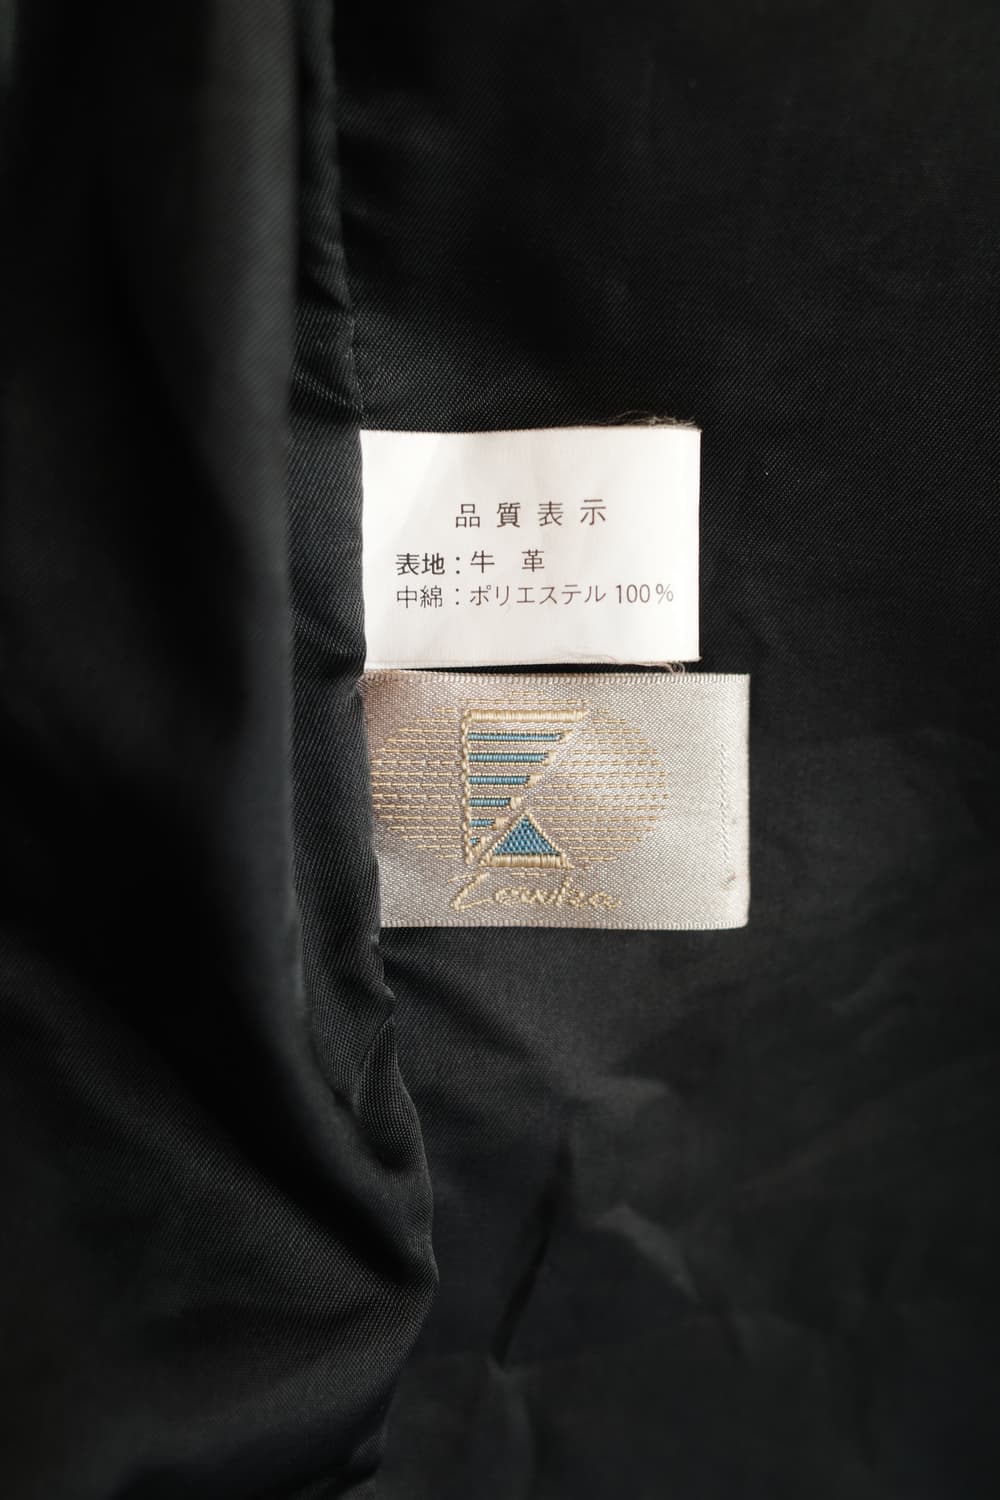 品質表示
表地：牛 革
中綿：ポリエステル 100%